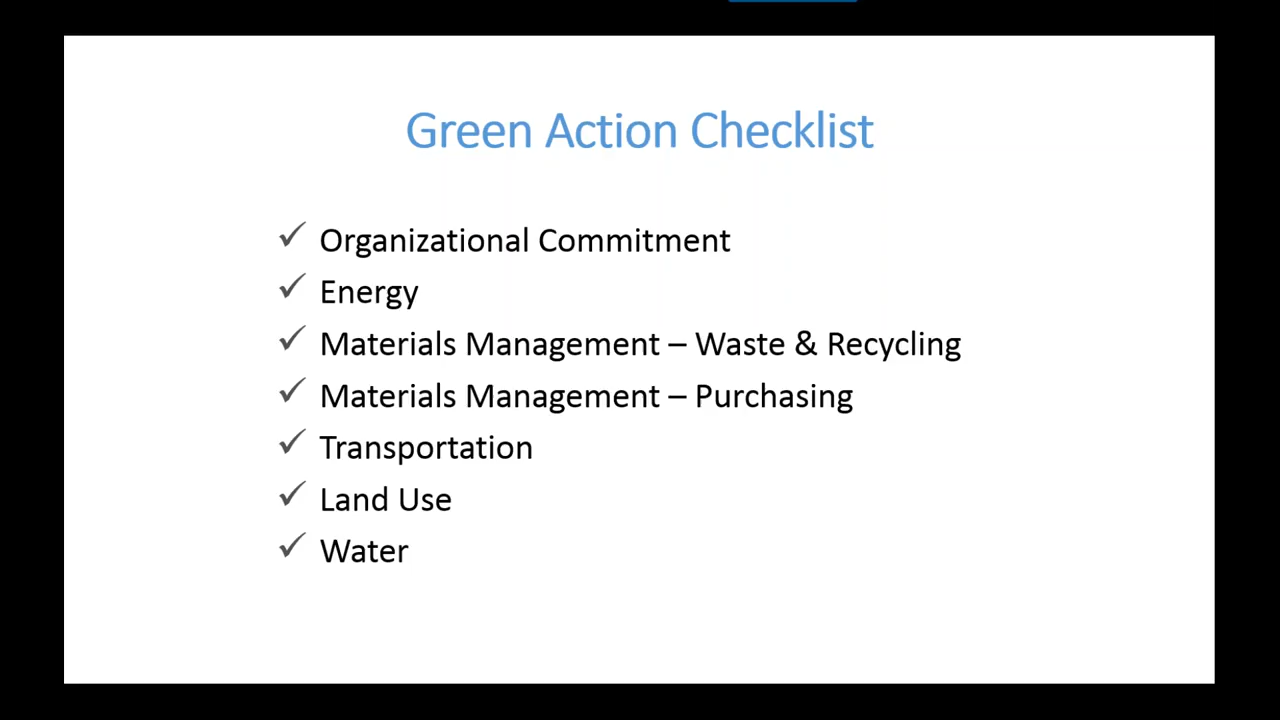 Green Action Checklist
✓ Organizational Commitment
✓ Energy
✓ Materials Management – Waste & Recycling
✓ Materials Management – Purchasing
✓ Transportation
✓ Land Use
✓ Water